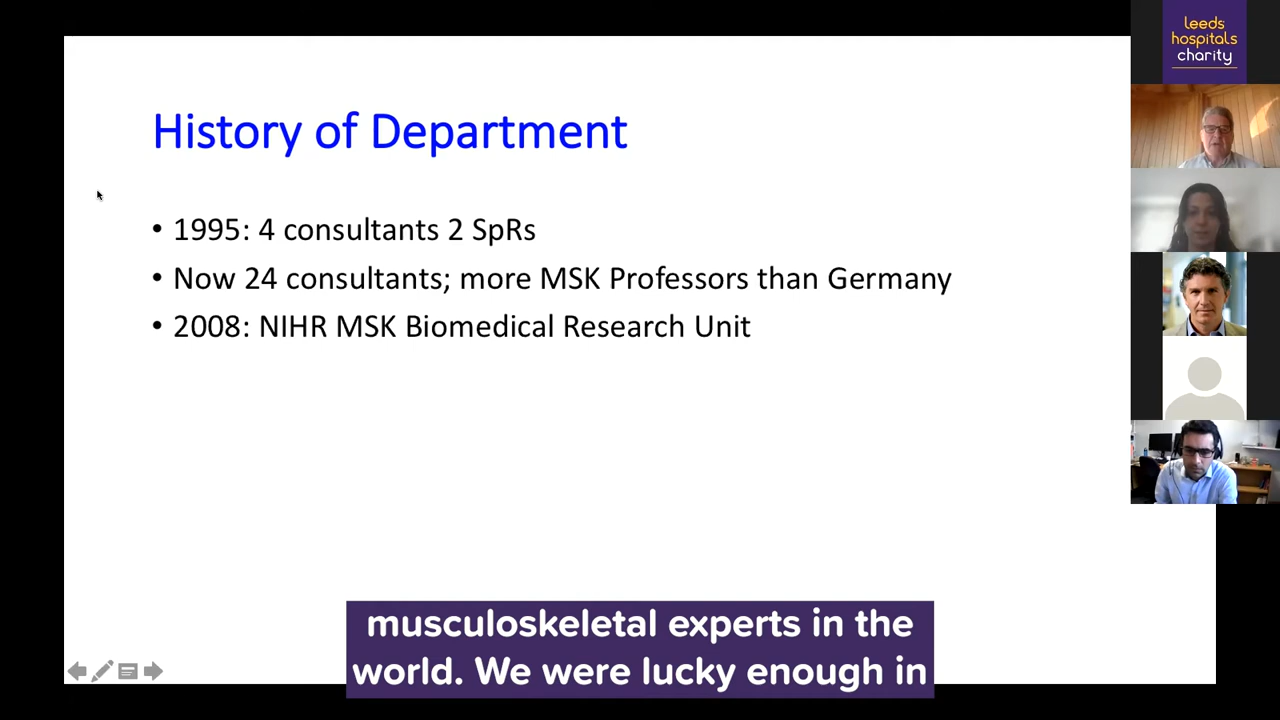 leeds
hospitals
charity
History of Department
• 1995: 4 consultants 2 SpRs
• Now 24 consultants; more MSK Professors than Germany
• 2008: NIHR MSK Biomedical Research Unit
musculoskeletal experts in the
world. We were lucky enough in